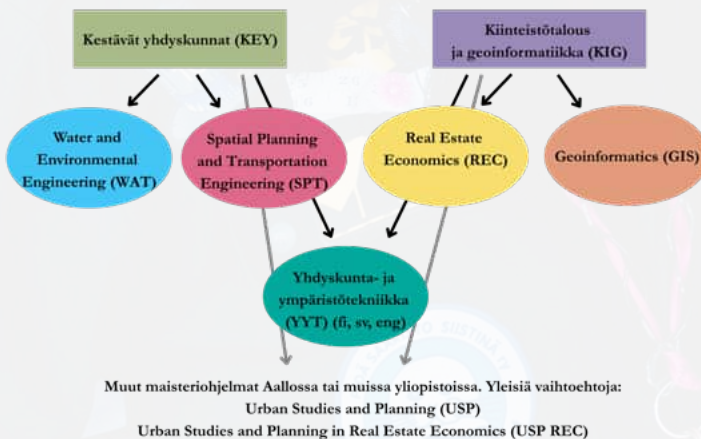 Kestävät yhdyskunnat (KEY)
Kiinteistötalous
ja geoinformatiikka (KIG)
Water and
Environmental
Engineering (WAT)
Spatial Planning
and Transportation
Engineering (SPT)
Real Estate
Economics (REC)
Geoinformatics (GIS)
Yhdyskunta- ja
ympäristötekniikka
(YYT) (fi, sv, eng)
Muut maisteriohjelmat Aallossa tai muissa yliopistoissa. Yleisiä vaihtoehtoja:
Urban Studies and Planning (USP)
Urban Studies and Planning in Real Estate Economics (USP REC)